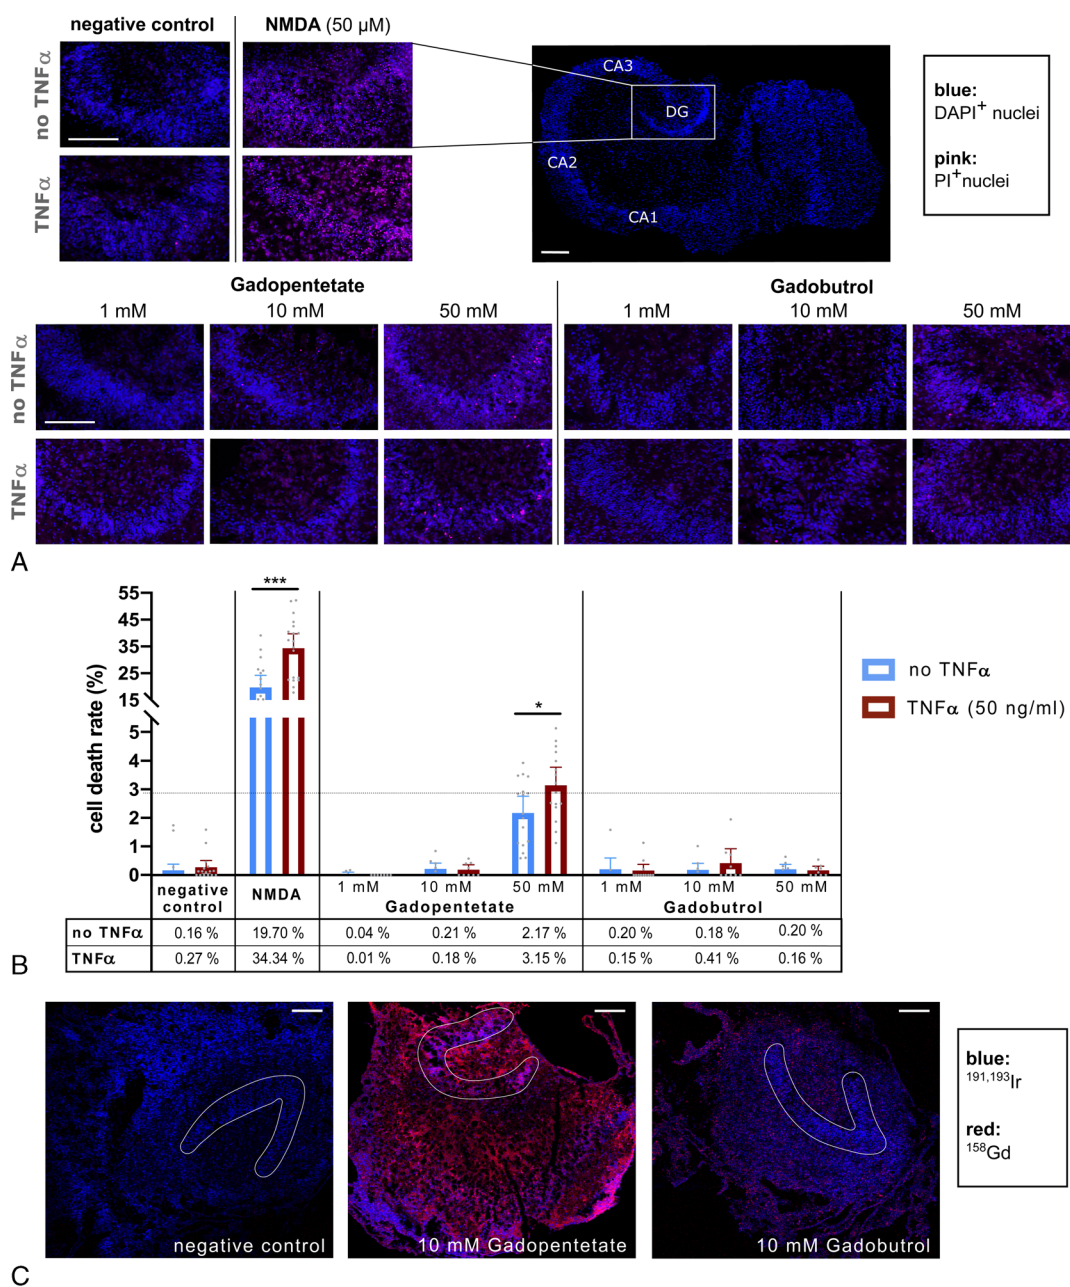 negative control NMDA (50 µM)
no TNFα
TNFα
CA3
DG
CA2
CA1
blue:
DAPI⁺ nuclei
pink:
PI⁺nuclei
Gadopentetate Gadobutrol
1 mM 10 mM 50 mM 1 mM 10 mM 50 mM
no TNFα
TNFα
A
cell death rate (%)
55
45
35
25
15
5
4
3
2
1
0
***
*
no TNFα
TNFα (50 ng/ml)
negative control NMDA 1 mM 10 mM 50 mM 1 mM 10 mM 50 mM
Gadopentetate Gadobutrol
no TNFα 0.16 % 19.70 % 0.04 % 0.21 % 2.17 % 0.20 % 0.18 % 0.20 %
TNFα 0.27 % 34.34 % 0.01 % 0.18 % 3.15 % 0.15 % 0.41 % 0.16 %
B
negative control
10 mM Gadopentetate
10 mM Gadobutrol
blue:
¹⁹¹,¹⁹³Ir
red:
¹⁵⁸Gd
C